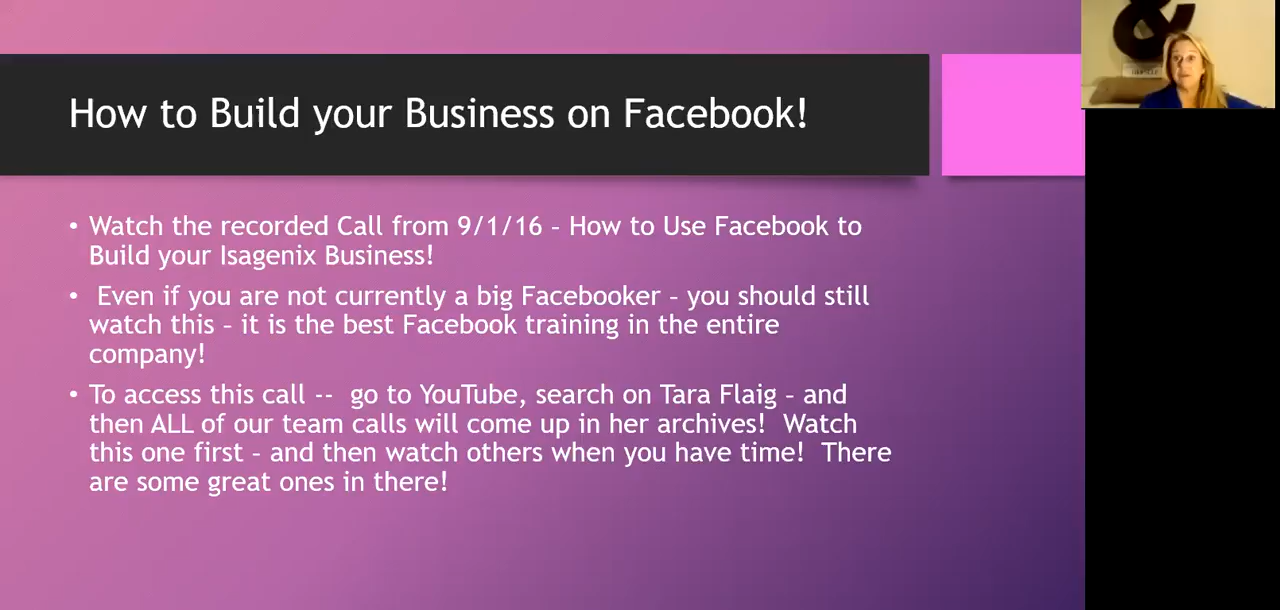 How to Build your Business on Facebook!
• Watch the recorded Call from 9/1/16 – How to Use Facebook to
Build your Isagenix Business!
• Even if you are not currently a big Facebooker – you should still
watch this – it is the best Facebook training in the entire
company!
• To access this call -- go to YouTube, search on Tara Flaig – and
then ALL of our team calls will come up in her archives! Watch
this one first – and then watch others when you have time! There
are some great ones in there!
&